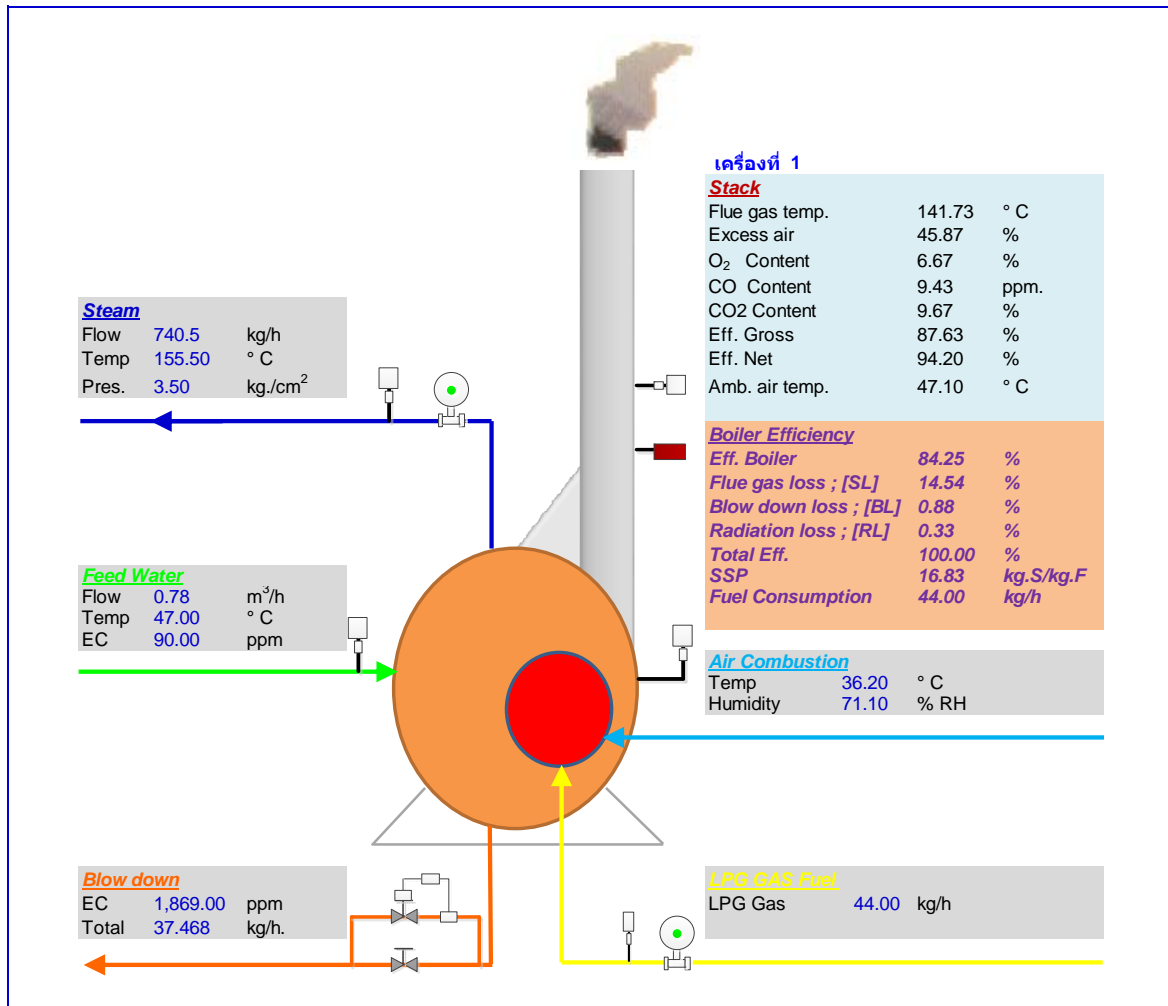 เครื่องที่ 1
Stack
Flue gas temp. 141.73 ° C
Excess air 45.87 %
O2 Content 6.67 %
CO Content 9.43 ppm.
CO2 Content 9.67 %
Eff. Gross 87.63 %
Eff. Net 94.20 %
Amb. air temp. 47.10 ° C
Steam
Flow 740.5 kg/h
Temp 155.50 ° C
Pres. 3.50 kg./cm2
Boiler Efficiency
Eff. Boiler 84.25 %
Flue gas loss ; [SL] 14.54 %
Blow down loss ; [BL] 0.88 %
Radiation loss ; [RL] 0.33 %
Total Eff. 100.00 %
SSP 16.83 kg.S/kg.F
Fuel Consumption 44.00 kg/h
Feed Water
Flow 0.78 m3/h
Temp 47.00 ° C
EC 90.00 ppm
Air Combustion
Temp 36.20 ° C
Humidity 71.10 % RH
Blow down
EC 1,869.00 ppm
Total 37.468 kg/h.
LPG GAS Fuel
LPG Gas 44.00 kg/h